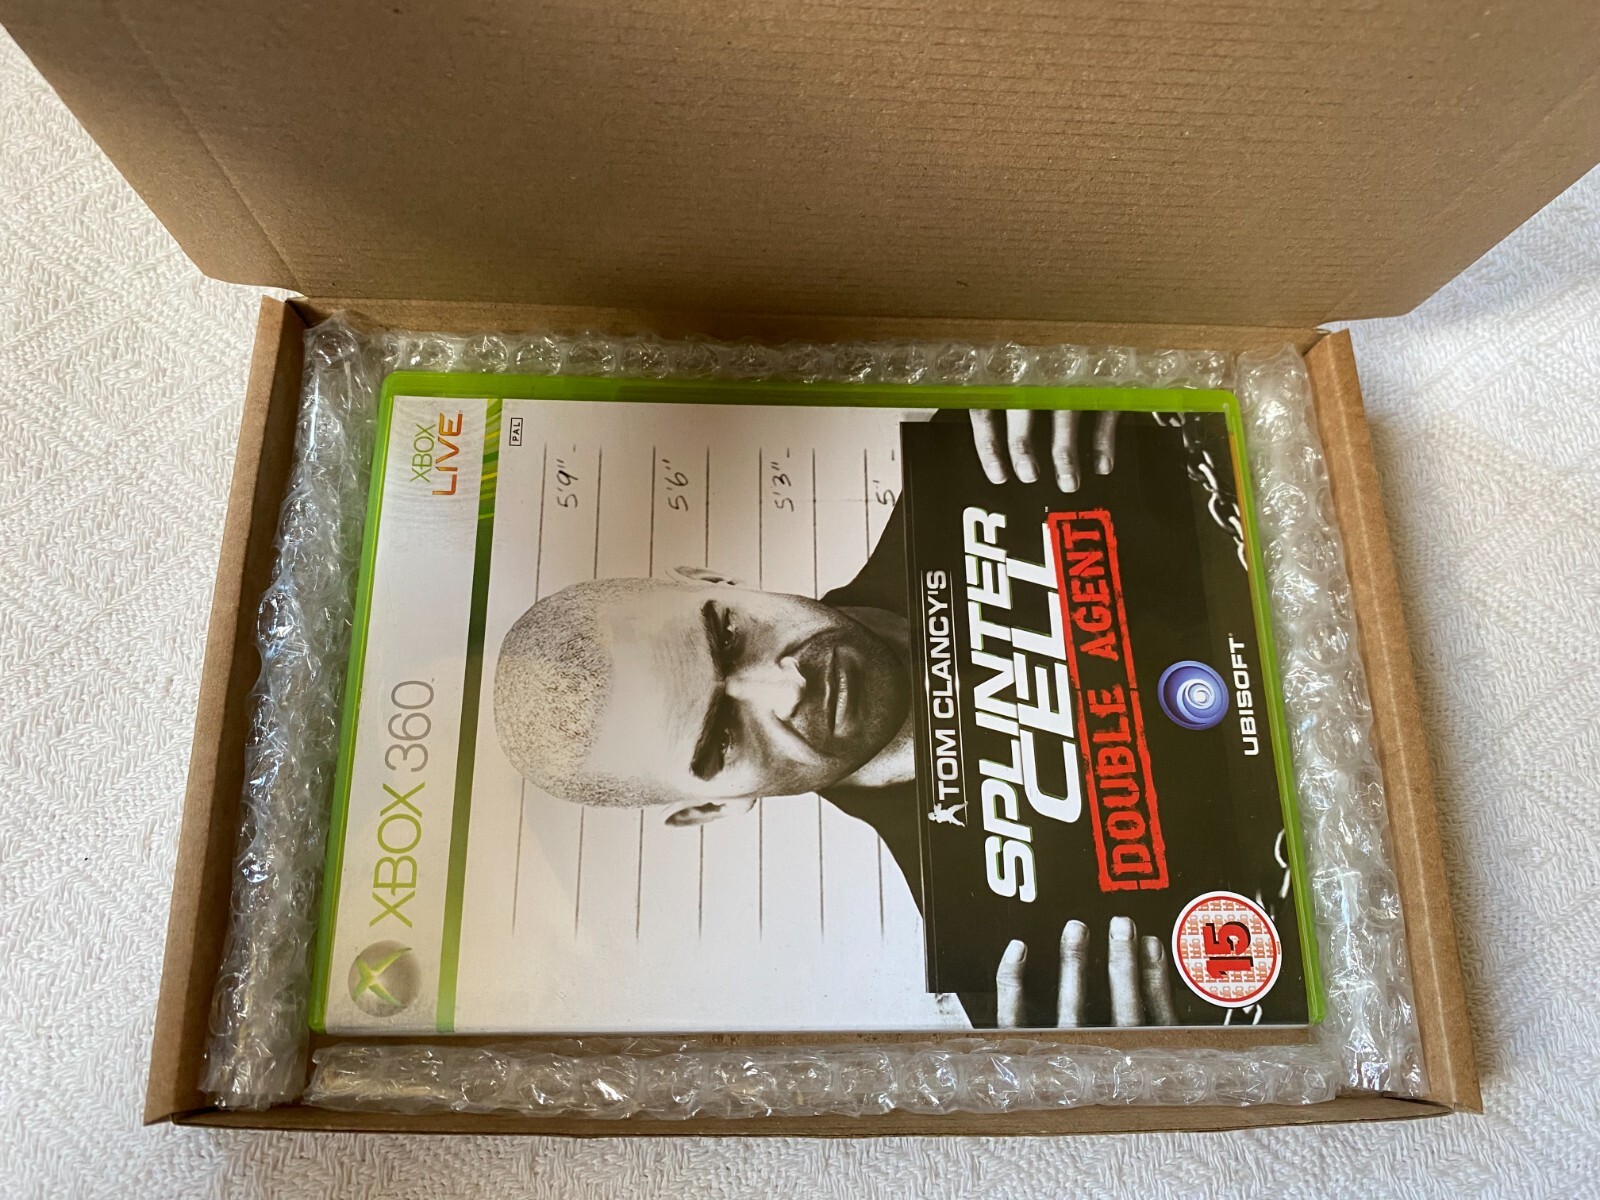 XBOX 360
XBOX
LIVE
PAL
5'9"
5'6"
5'3"
5'
TOM CLANCY'S
SPLINTER
CELL™
DOUBLE AGENT
15
UBISOFT